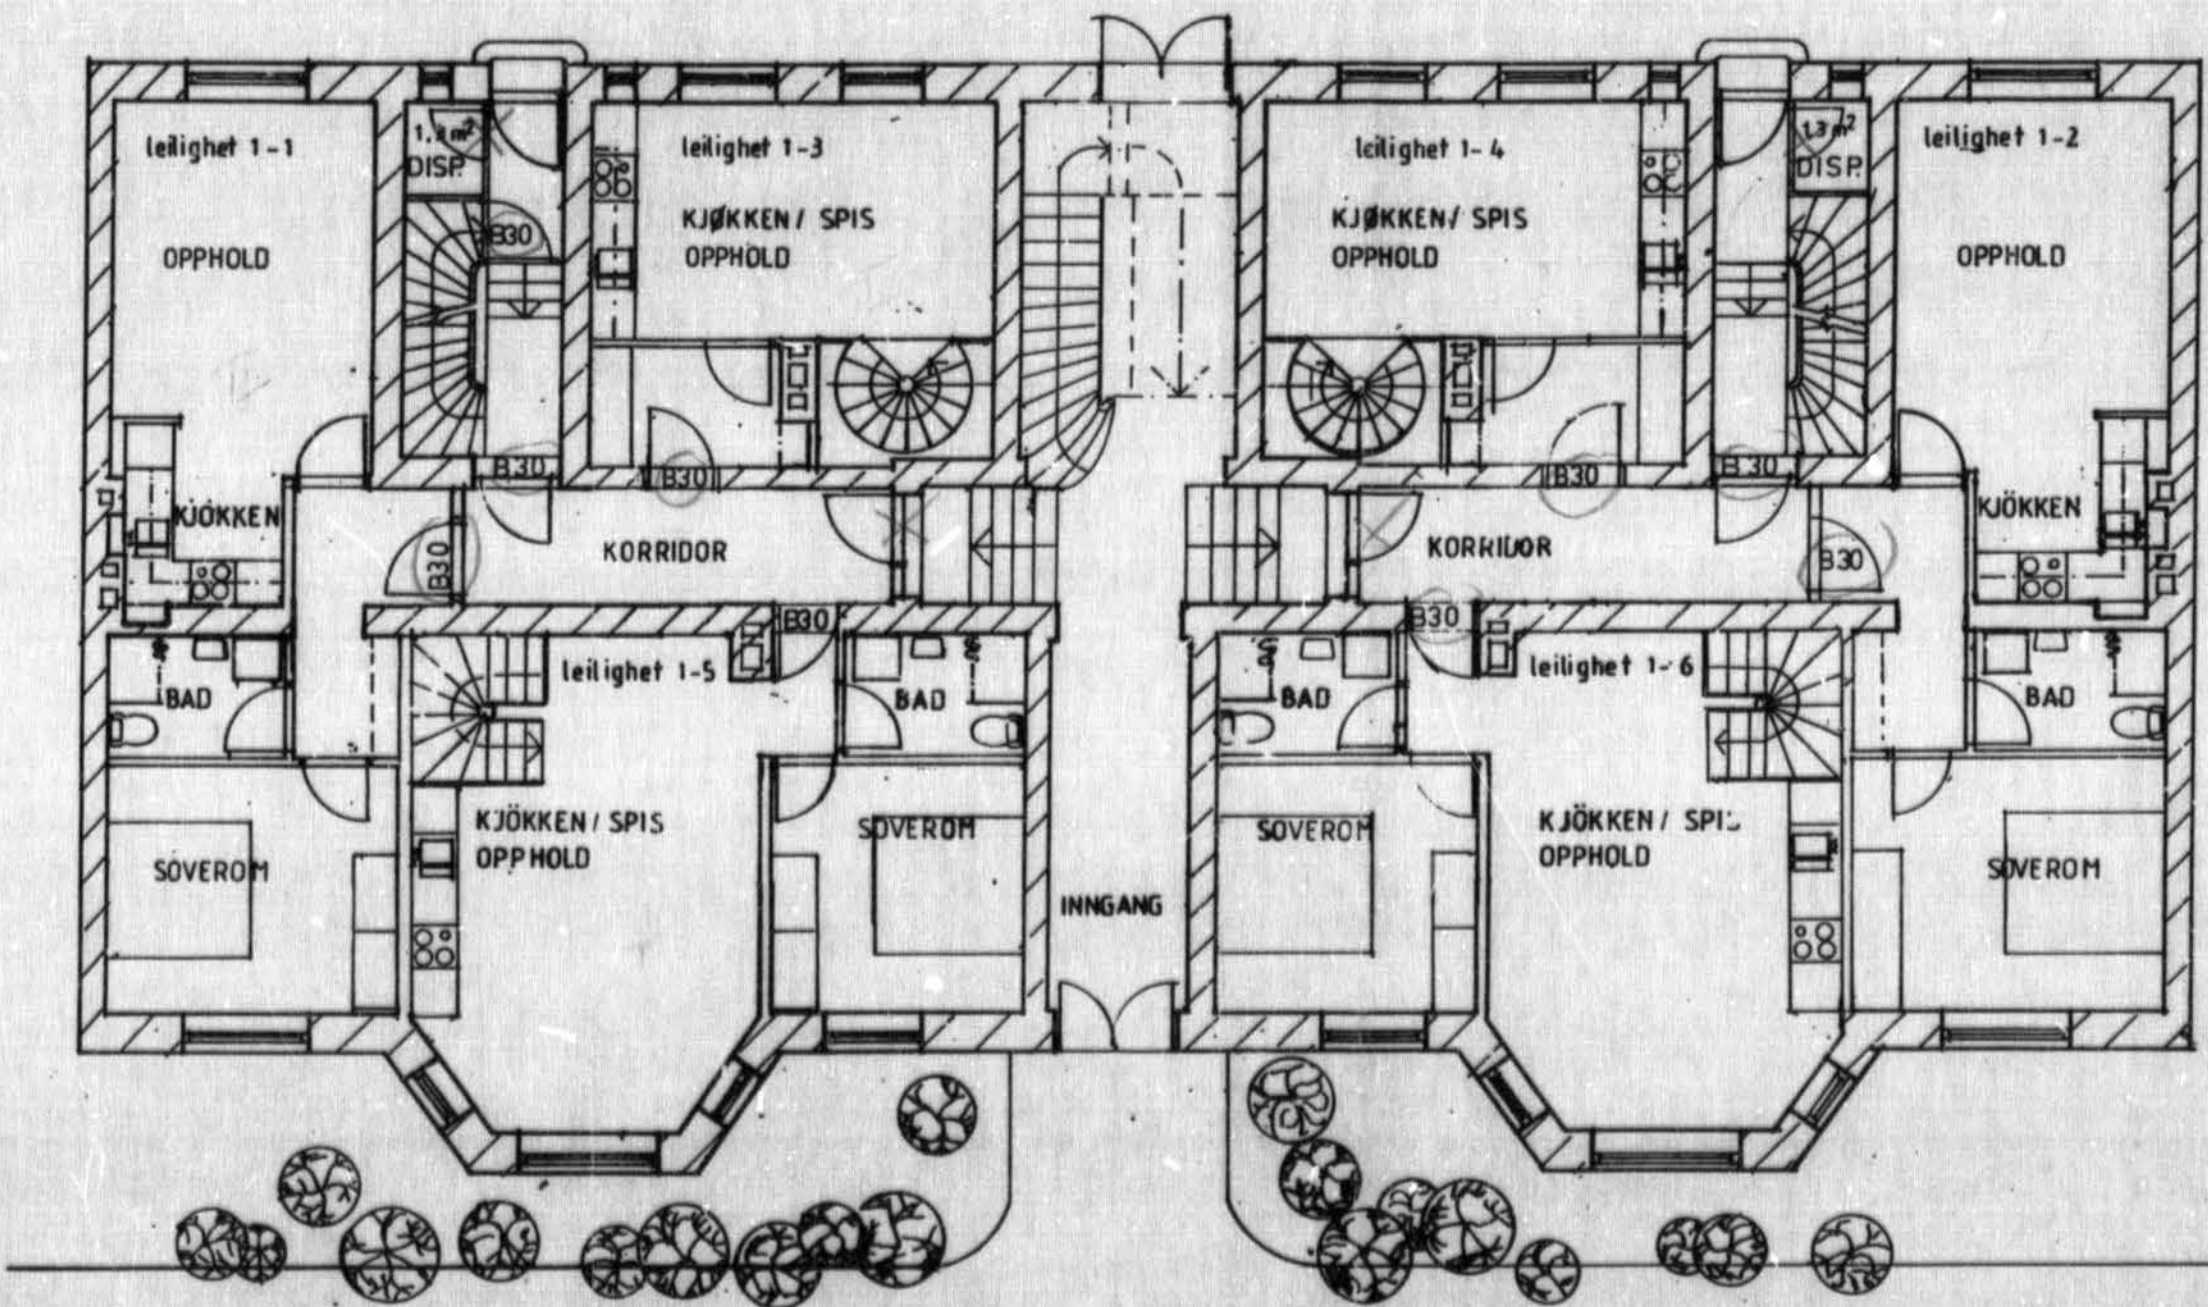 leilighet 1-1
OPPHOLD
KJÖKKEN
DISP.
B30
B30
leilighet 1-3
KJØKKEN / SPIS
OPPHOLD
B30
leilighet 1-4
KJØKKEN / SPIS
OPPHOLD
B30
1,3 m²
DISP.
B30
leilighet 1-2
OPPHOLD
KJÖKKEN
B30
KORRIDOR
KORRIDOR
B30
B30
B30
BAD
SOVEROM
leilighet 1-5
KJÖKKEN / SPIS
OPPHOLD
BAD
SOVEROM
INNGANG
BAD
SOVEROM
leilighet 1-6
KJÖKKEN / SPIS
OPPHOLD
BAD
SOVEROM